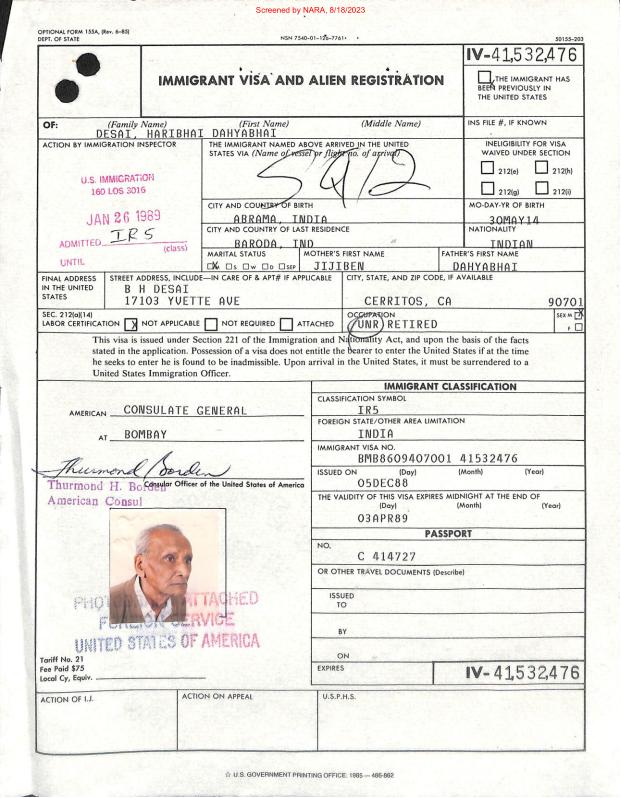 Screened by NARA, 8/18/2023
OPTIONAL FORM 155A, (Rev. 6-85)
DEPT. OF STATE
NSN 7540-01-126-7761
50155-203
IV-41,532,476
IMMIGRANT VISA AND ALIEN REGISTRATION
THE IMMIGRANT HAS
BEEN PREVIOUSLY IN
THE UNITED STATES
OF: (Family Name) (First Name) (Middle Name)
DESAI, HARIBHAI DAHYABHAI
INS FILE #, IF KNOWN
ACTION BY IMMIGRATION INSPECTOR
U.S. IMMIGRATION
160 LOS 3016
JAN 26 1989
ADMITTED IR5
(class)
UNTIL
THE IMMIGRANT NAMED ABOVE ARRIVED IN THE UNITED
STATES VIA (Name of vessel or flight no. of arrival)
INELIGIBILITY FOR VISA
WAIVED UNDER SECTION
212(e) 212(h)
212(g) 212(i)
CITY AND COUNTRY OF BIRTH
ABRAMA, INDIA
MO-DAY-YR OF BIRTH
30MAY14
CITY AND COUNTRY OF LAST RESIDENCE
BARODA, IND
NATIONALITY
INDIAN
MARITAL STATUS
X S W D SEP
MOTHER'S FIRST NAME
JIJIBEN
FATHER'S FIRST NAME
DAHYABHAI
FINAL ADDRESS
IN THE UNITED
STATES
STREET ADDRESS, INCLUDE—IN CARE OF & APT# IF APPLICABLE
B H DESAI
17103 YVETTE AVE
CITY, STATE, AND ZIP CODE, IF AVAILABLE
CERRITOS, CA 90701
SEC. 212(a)(14)
LABOR CERTIFICATION X NOT APPLICABLE NOT REQUIRED ATTACHED
OCCUPATION
(UNR) RETIRED
SEX M X
F
This visa is issued under Section 221 of the Immigration and Nationality Act, and upon the basis of the facts
stated in the application. Possession of a visa does not entitle the bearer to enter the United States if at the time
he seeks to enter he is found to be inadmissible. Upon arrival in the United States, it must be surrendered to a
United States Immigration Officer.
AMERICAN CONSULATE GENERAL
AT BOMBAY
Thurmond Borden
Consular Officer of the United States of America
Thurmond H. Borden
American Consul
PHOTOGRAPH ATTACHED
FOREIGN SERVICE
UNITED STATES OF AMERICA
Tariff No. 21
Fee Paid $75
Local Cy, Equiv.
IMMIGRANT CLASSIFICATION
CLASSIFICATION SYMBOL
IR5
FOREIGN STATE/OTHER AREA LIMITATION
INDIA
IMMIGRANT VISA NO.
BMB8609407001 41532476
ISSUED ON (Day) (Month) (Year)
05DEC88
THE VALIDITY OF THIS VISA EXPIRES MIDNIGHT AT THE END OF
(Day) (Month) (Year)
03APR89
PASSPORT
NO.
C 414727
OR OTHER TRAVEL DOCUMENTS (Describe)
ISSUED
TO
BY
ON
EXPIRES
IV-41,532,476
ACTION OF I.J.
ACTION ON APPEAL
U.S.P.H.S.
☆ U.S. GOVERNMENT PRINTING OFFICE: 1985 — 485-862